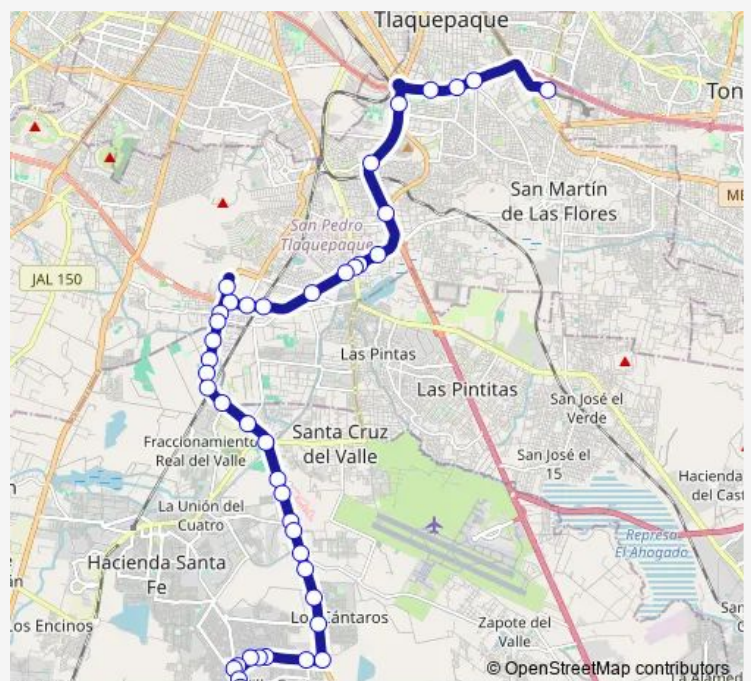 Tlaquepaque
Ton
San Martín
de Las Flores
San Pedro
Tlaquepaque
JAL 150
Las Pintas
Las Pintitas
San José el
Verde
Fraccionamiento
Real del Valle
Santa Cruz
del Valle
San José el
15
Hacienda
del Cast
La Unión del
Cuatro
Represa
El Ahogado
Hacienda Santa
Fe
Los Encinos
Los Cántaros
Zapote del
Valle
© OpenStreetMap contributors